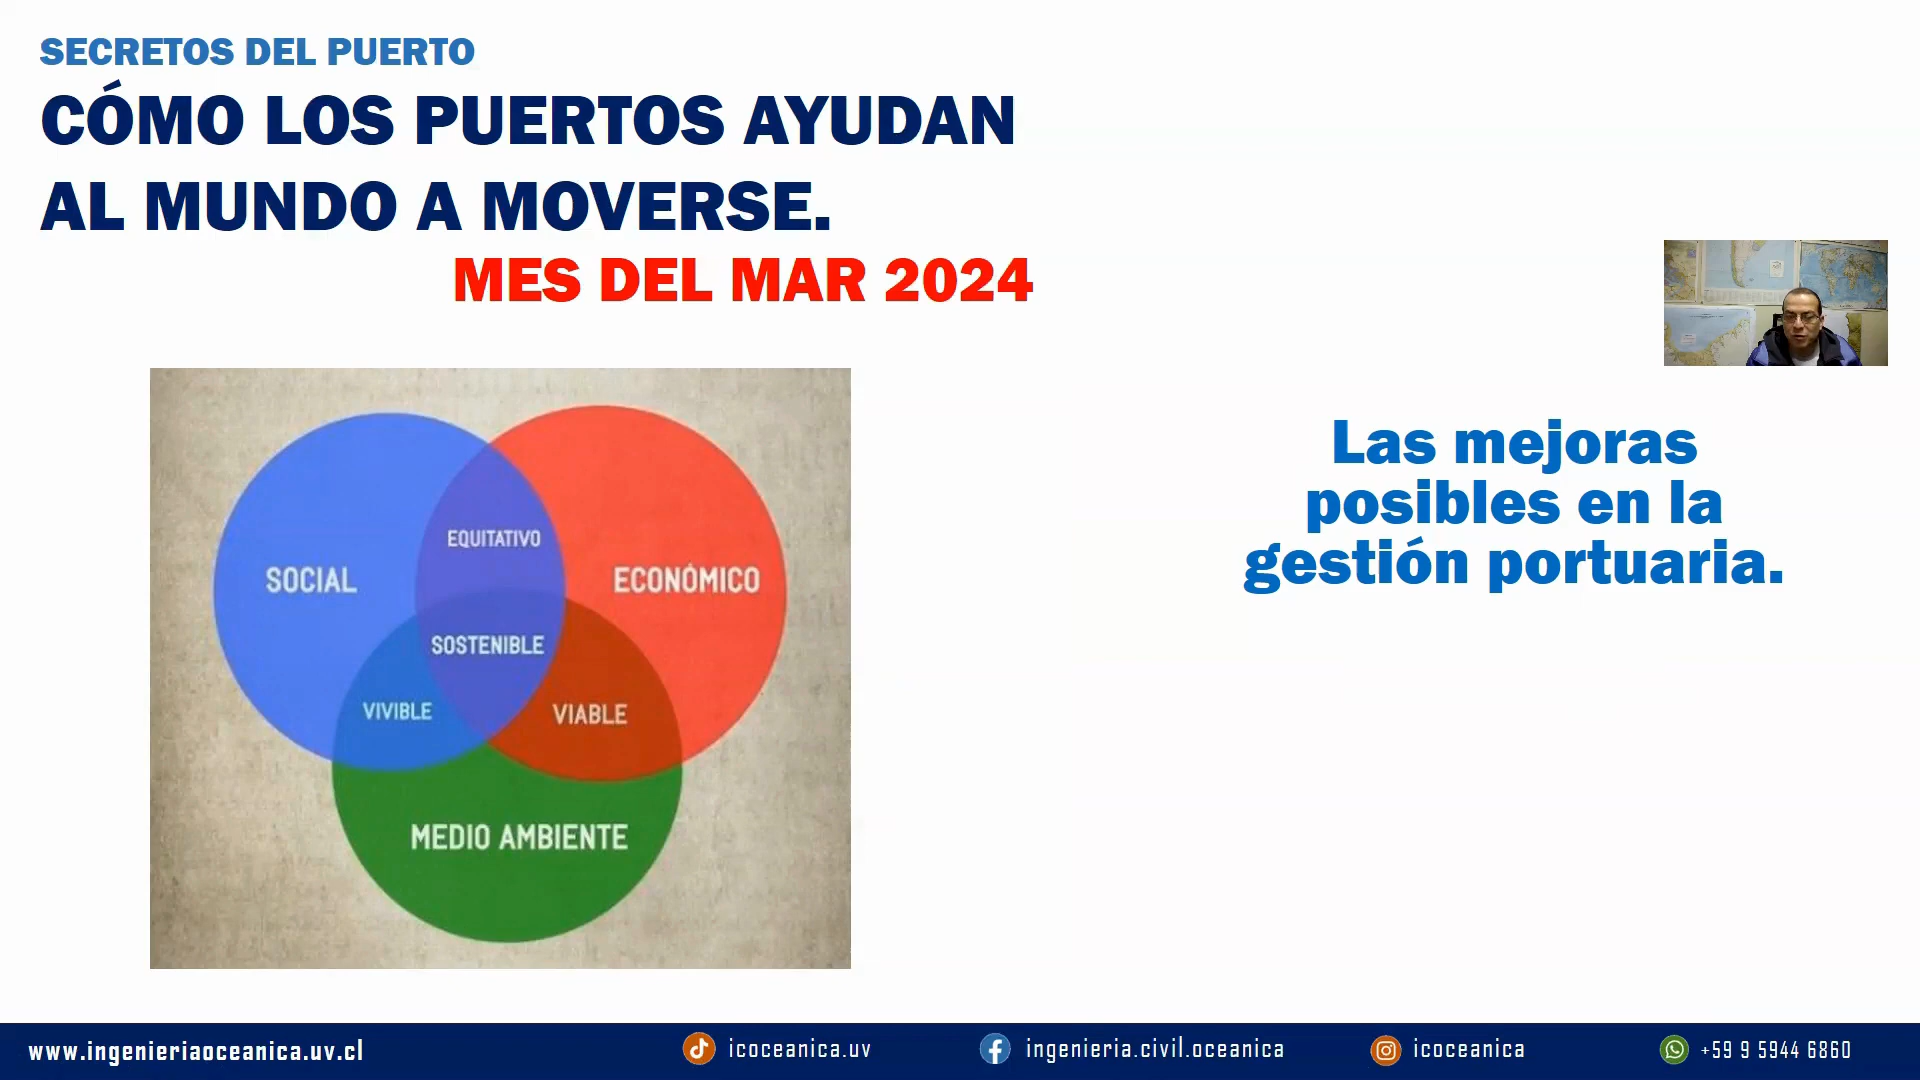 SECRETOS DEL PUERTO
CÓMO LOS PUERTOS AYUDAN
AL MUNDO A MOVERSE.
MES DEL MAR 2024
EQUITATIVO
SOCIAL
ECONÓMICO
SOSTENIBLE
VIVIBLE
VIABLE
MEDIO AMBIENTE
Las mejoras
posibles en la
gestión portuaria.
www.ingenieriaoceanica.uv.cl
icoceanica.uv
ingenieria.civil.oceanica
icoceanica
+59 9 5944 6860